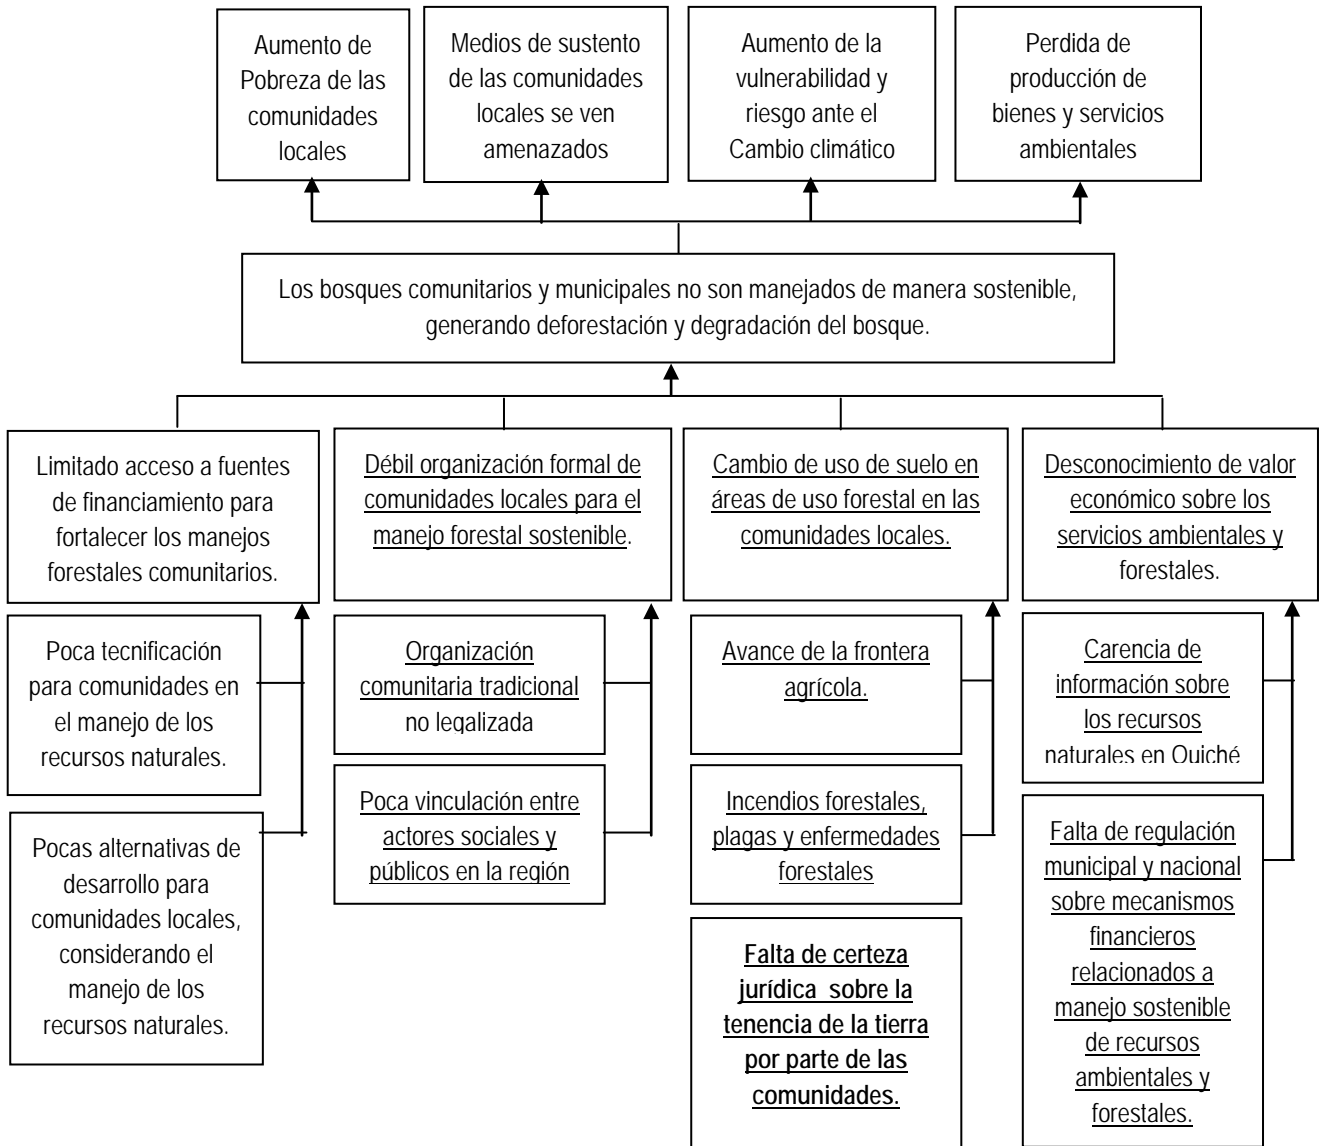 Aumento de
Pobreza de las
comunidades
locales
Medios de sustento
de las comunidades
locales se ven
amenazados
Aumento de la
vulnerabilidad y
riesgo ante el
Cambio climático
Perdida de
producción de
bienes y servicios
ambientales
Los bosques comunitarios y municipales no son manejados de manera sostenible,
generando deforestación y degradación del bosque.
Limitado acceso a fuentes
de financiamiento para
fortalecer los manejos
forestales comunitarios.
Débil organización formal de
comunidades locales para el
manejo forestal sostenible.
Cambio de uso de suelo en
áreas de uso forestal en las
comunidades locales.
Desconocimiento de valor
económico sobre los
servicios ambientales y
forestales.
Poca tecnificación
para comunidades en
el manejo de los
recursos naturales.
Organización
comunitaria tradicional
no legalizada
Avance de la frontera
agrícola.
Carencia de
información sobre
los recursos
naturales en Quiché
Pocas alternativas de
desarrollo para
comunidades locales,
considerando el
manejo de los
recursos naturales.
Poca vinculación entre
actores sociales y
públicos en la región
Incendios forestales,
plagas y enfermedades
forestales
Falta de regulación
municipal y nacional
sobre mecanismos
financieros
relacionados a
manejo sostenible
de recursos
ambientales y
forestales.
Falta de certeza
jurídica sobre la
tenencia de la tierra
por parte de las
comunidades.